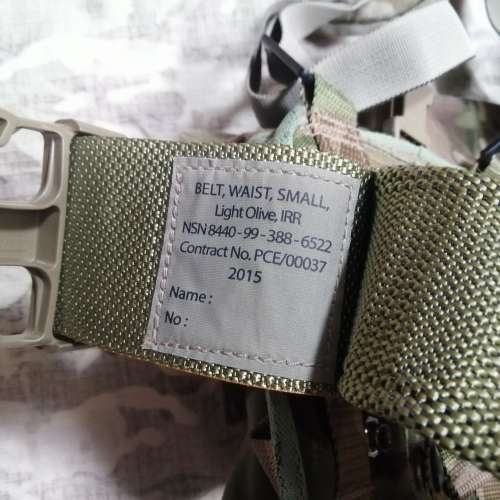 BELT, WAIST, SMALL,
Light Olive, IRR
NSN 8440 - 99 - 388 - 6522
Contract No. PCE/00037
2015
Name :
No :